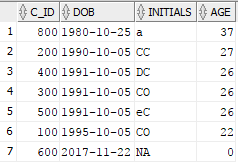 C_ID DOB INITIALS AGE
1 800 1980-10-25 a 37
2 200 1990-10-05 CC 27
3 400 1991-10-05 DC 26
4 300 1991-10-05 CO 26
5 500 1991-10-05 eC 26
6 100 1995-10-05 CO 22
7 600 2017-11-22 NA 0